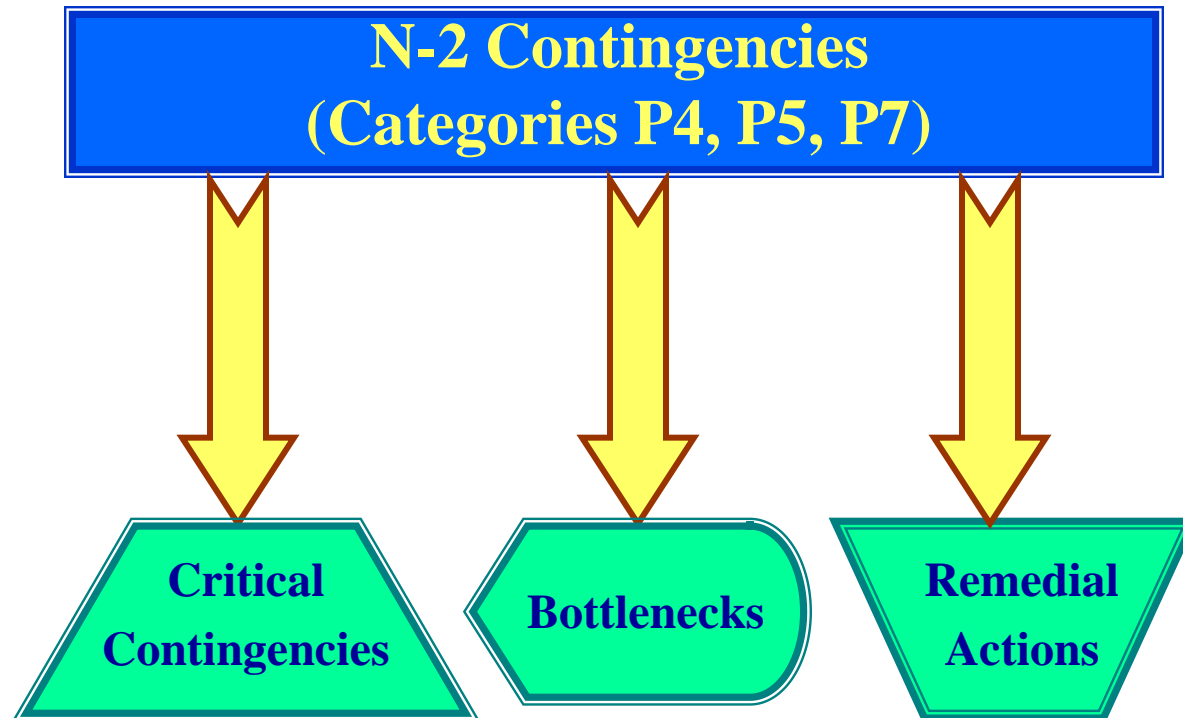 N-2 Contingencies
(Categories P4, P5, P7)
Critical
Contingencies
Bottlenecks
Remedial
Actions